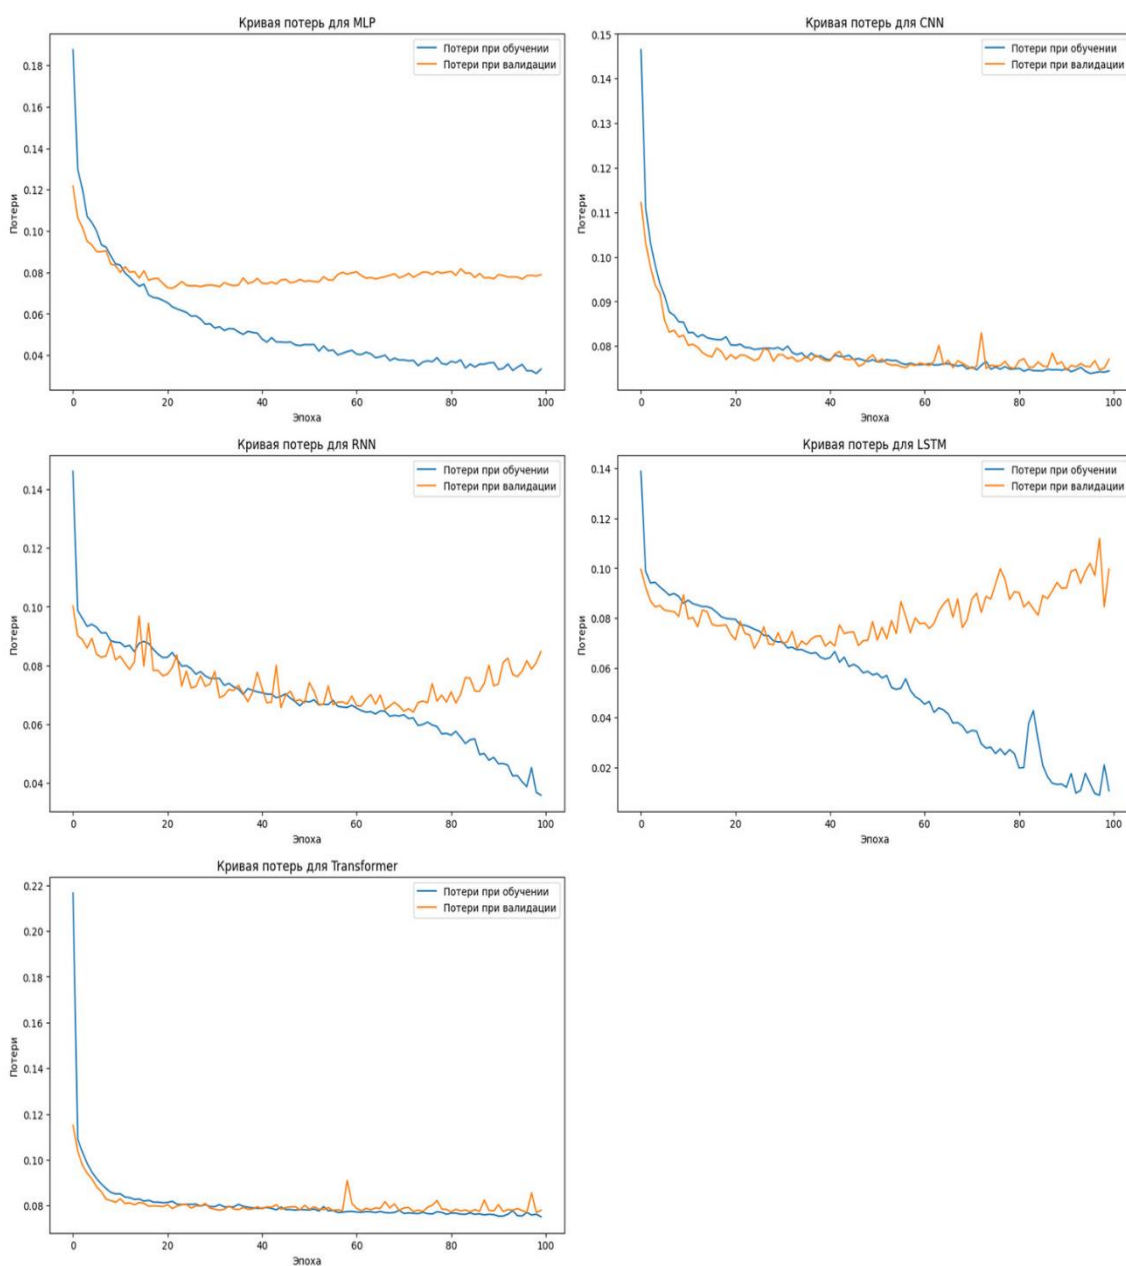 Кривая потерь для MLP
Потери при обучении
Потери при валидации
0.18
0.16
0.14
0.12
0.10
0.08
0.06
0.04
Потери
0 20 40 60 80 100
Эпоха
Кривая потерь для CNN
Потери при обучении
Потери при валидации
0.15
0.14
0.13
0.12
0.11
0.10
0.09
0.08
Потери
0 20 40 60 80 100
Эпоха
Кривая потерь для RNN
Потери при обучении
Потери при валидации
0.14
0.12
0.10
0.08
0.06
0.04
Потери
0 20 40 60 80 100
Эпоха
Кривая потерь для LSTM
Потери при обучении
Потери при валидации
0.14
0.12
0.10
0.08
0.06
0.04
0.02
Потери
0 20 40 60 80 100
Эпоха
Кривая потерь для Transformer
Потери при обучении
Потери при валидации
0.22
0.20
0.18
0.16
0.14
0.12
0.10
0.08
Потери
0 20 40 60 80 100
Эпоха